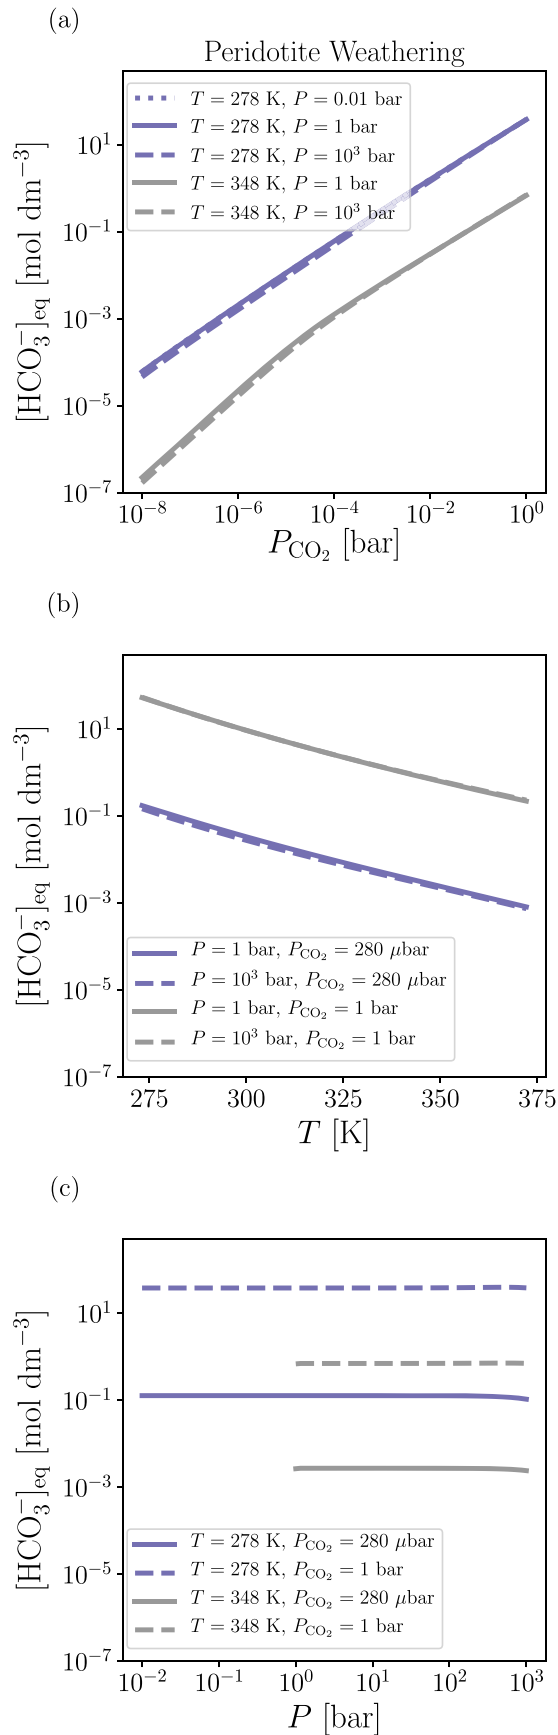 (a)
Peridotite Weathering
T = 278 K, P = 0.01 bar
T = 278 K, P = 1 bar
T = 278 K, P = 10³ bar
T = 348 K, P = 1 bar
T = 348 K, P = 10³ bar
[HCO₃⁻]eq [mol dm⁻³]
10¹
10⁻¹
10⁻³
10⁻⁵
10⁻⁷
10⁻⁸ 10⁻⁶ 10⁻⁴ 10⁻² 10⁰
P_CO₂ [bar]
(b)
[HCO₃⁻]eq [mol dm⁻³]
10¹
10⁻¹
10⁻³
10⁻⁵
10⁻⁷
P = 1 bar, P_CO₂ = 280 μbar
P = 10³ bar, P_CO₂ = 280 μbar
P = 1 bar, P_CO₂ = 1 bar
P = 10³ bar, P_CO₂ = 1 bar
275 300 325 350 375
T [K]
(c)
[HCO₃⁻]eq [mol dm⁻³]
10¹
10⁻¹
10⁻³
10⁻⁵
10⁻⁷
T = 278 K, P_CO₂ = 280 μbar
T = 278 K, P_CO₂ = 1 bar
T = 348 K, P_CO₂ = 280 μbar
T = 348 K, P_CO₂ = 1 bar
10⁻² 10⁻¹ 10⁰ 10¹ 10² 10³
P [bar]